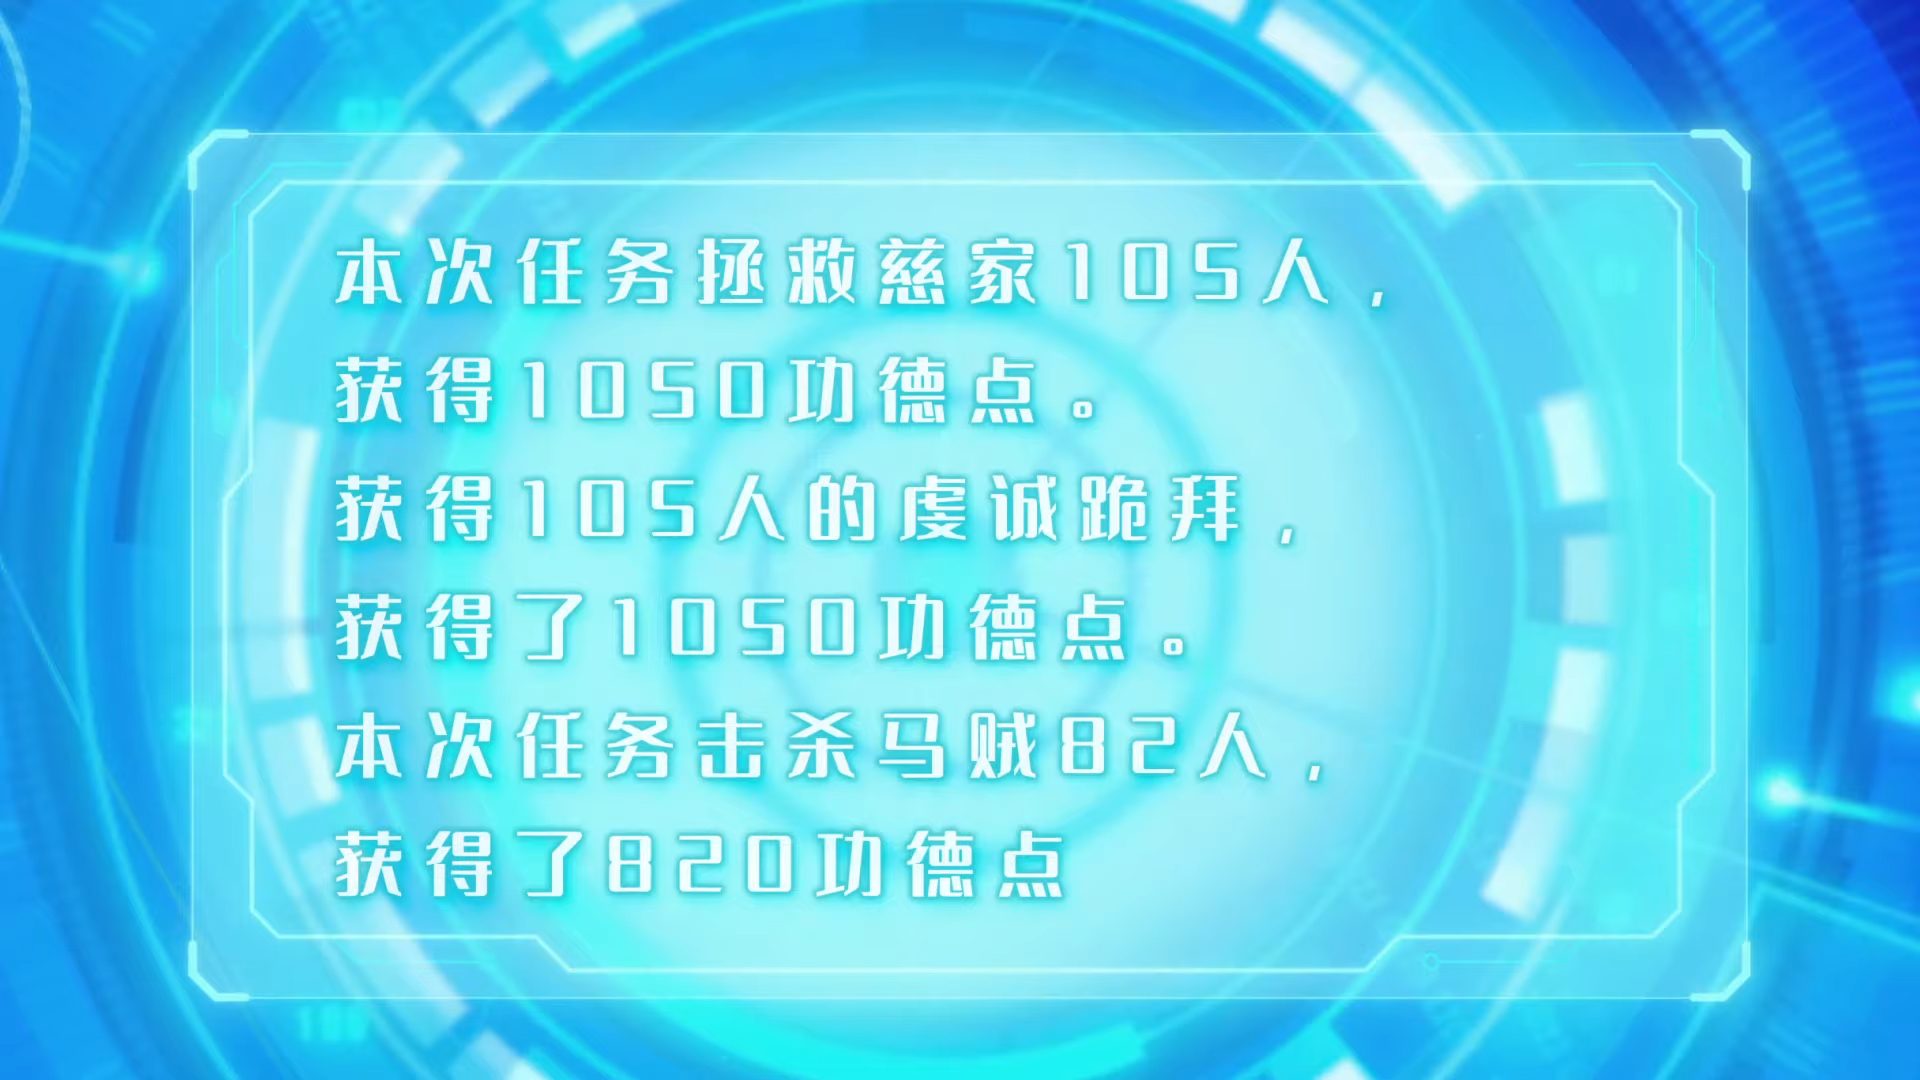 本次任务拯救慈家105人，
获得1050功德点。
获得105人的虔诚跪拜，
获得了1050功德点。
本次任务击杀马贼82人，
获得了820功德点